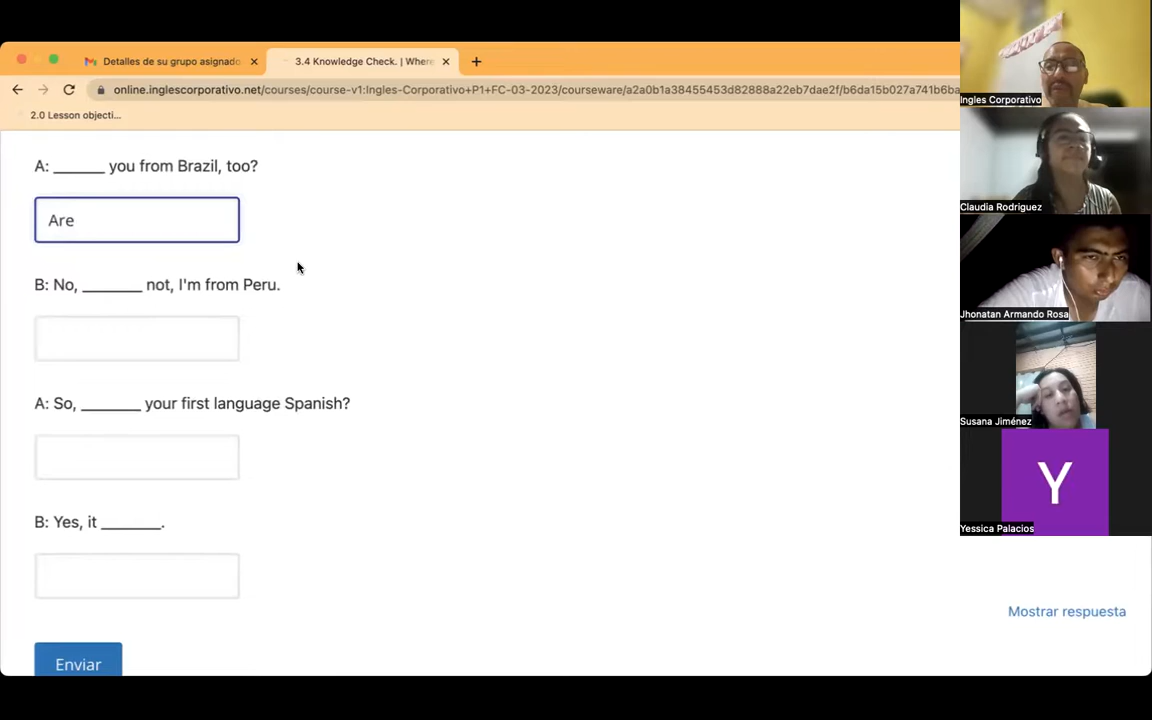 Detalles de su grupo asignado
3.4 Knowledge Check. | Where
online.inglescorporativo.net/courses/course-v1:Ingles-Corporativo+P1+FC-03-2023/courseware/a2a0b1a38455453d82888a22eb7dae2f/b6da15b027a741b6ba
2.0 Lesson objecti...
A: ______ you from Brazil, too?
Are
B: No, _______ not, I'm from Peru.
A: So, _______ your first language Spanish?
B: Yes, it _______.
Mostrar respuesta
Enviar
Ingles Corporativo
Claudia Rodriguez
Jhonatan Armando Rosa
Susana Jiménez
Y
Yessica Palacios